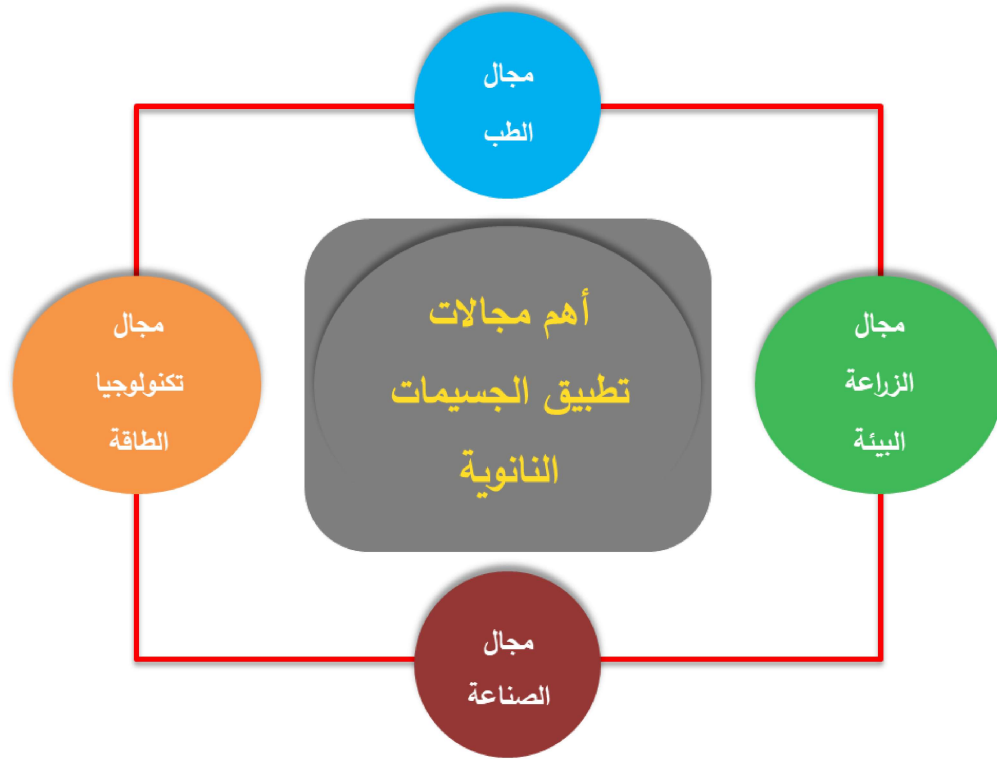 مجال
الطب
أهم مجالات
تطبيق الجسيمات
النانوية
مجال
الزراعة
البيئة
مجال
تكنولوجيا
الطاقة
مجال
الصناعة